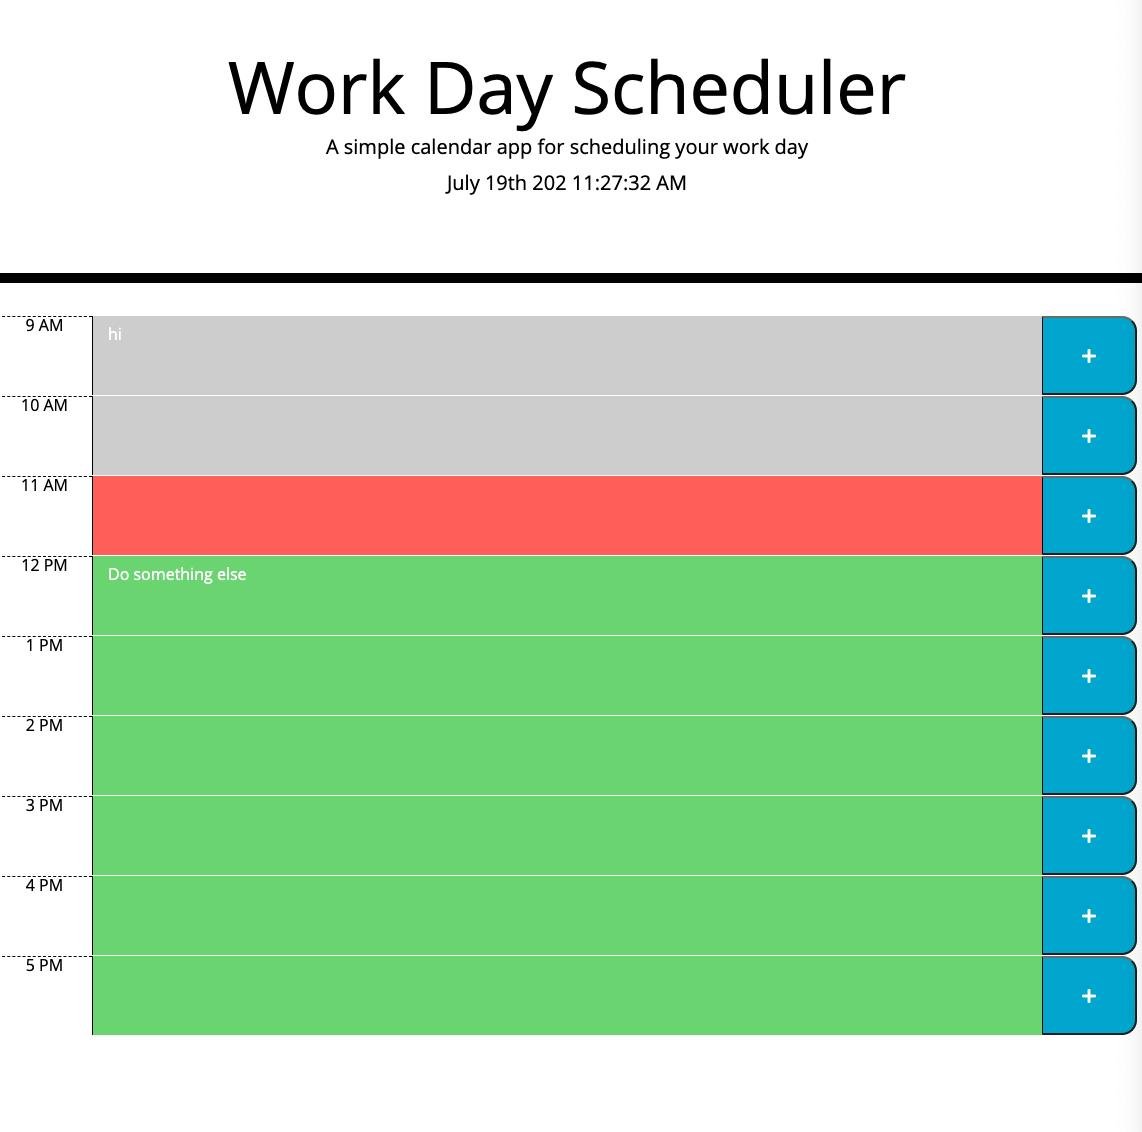 Work Day Scheduler
A simple calendar app for scheduling your work day
July 19th 202 11:27:32 AM
9 AM
hi
+
10 AM
+
11 AM
+
12 PM
Do something else
+
1 PM
+
2 PM
+
3 PM
+
4 PM
+
5 PM
+